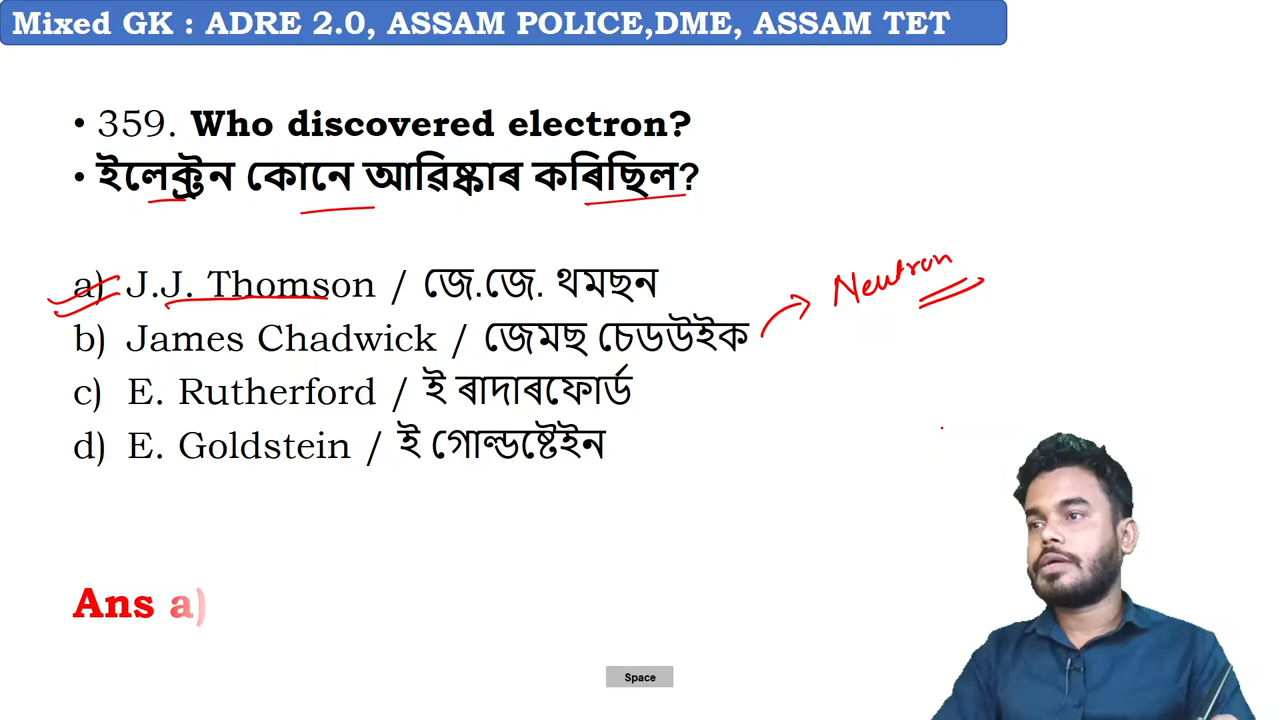 Mixed GK : ADRE 2.0, ASSAM POLICE,DME, ASSAM TET
• 359. Who discovered electron?
• ইলেক্ট্ৰন কোনে আৱিষ্কাৰ কৰিছিল?
a) J.J. Thomson / জে.জে. থমছন
Neutron
b) James Chadwick / জেমছ চেডউইক
c) E. Rutherford / ই ৰাদাৰফোৰ্ড
d) E. Goldstein / ই গোল্ডষ্টেইন
Ans a)
Space